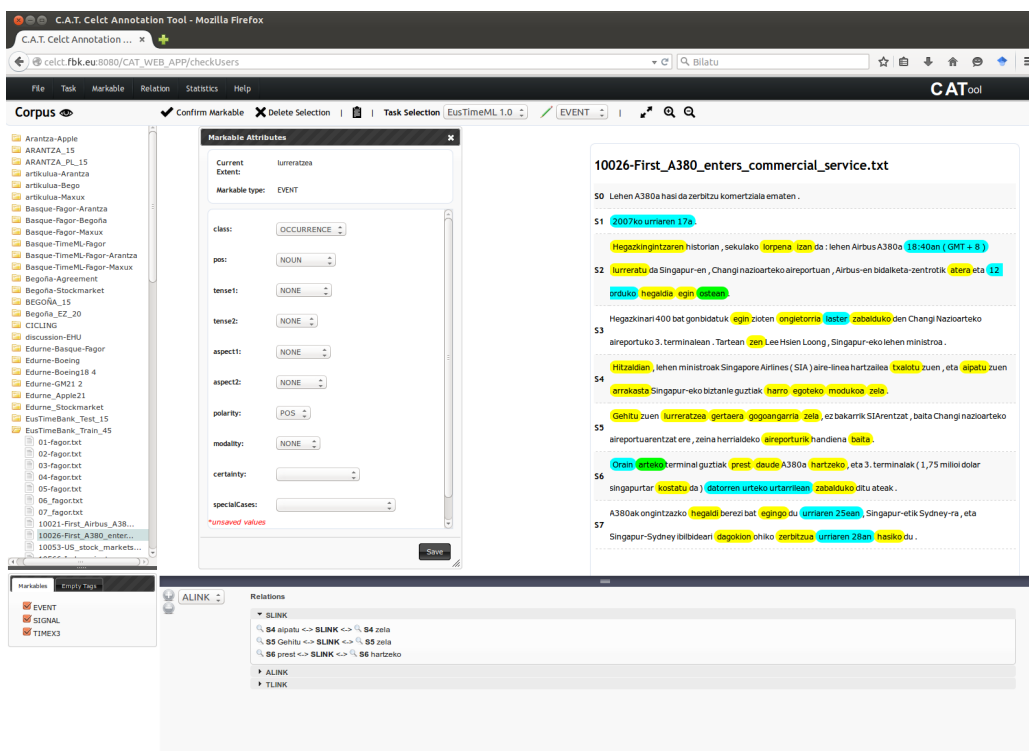 C.A.T. Celct Annotation Tool - Mozilla Firefox
C.A.T. Celct Annotation ... ×
celct.fbk.eu:8080/CAT_WEB_APP/checkUsers
Bilatu
File Task Markable Relation Statistics Help
CATool
Corpus
Confirm Markable Delete Selection | | Task Selection EusTimeML 1.0 EVENT |
Arantza-Apple
ARANTZA_15
ARANTZA_PL_15
artikulua-Arantza
artikulua-Bego
artikulua-Maxux
Basque-Fagor-Arantza
Basque-Fagor-Begoña
Basque-Fagor-Maxux
Basque-TimeML-Fagor
Basque-TimeML-Fagor-Arantza
Basque-TimeML-Fagor-Maxux
Begoña-Agreement
Begoña-Stockmarket
BEGOÑA_15
Begoña_EZ_20
CICLING
discussion-EHU
Edurne-Basque-Fagor
Edurne-Boeing
Edurne-Boeing18 4
Edurne-GM21 2
Edurne_Apple21
Edurne_Stockmarket
EusTimeBank_Test_15
EusTimeBank_Train_45
01-fagor.txt
02-fagor.txt
03-fagor.txt
04-fagor.txt
05-fagor.txt
06_fagor.txt
07_fagor.txt
10021-First_Airbus_A38...
10026-First_A380_enter...
10053-US_stock_markets...
Markable Attributes
Current Extent: lurreratzea
Markable type: EVENT
class: OCCURRENCE
pos: NOUN
tense1: NONE
tense2: NONE
aspect1: NONE
aspect2: NONE
polarity: POS
modality: NONE
certainty:
specialCases:
*unsaved values
Save
10026-First_A380_enters_commercial_service.txt
S0 Lehen A380a hasi da zerbitzu komertziala ematen .
S1 2007ko urriaren 17a .
Hegazkingintzaren historian , sekulako lorpena izan da : lehen Airbus A380a 18:40an ( GMT + 8 )
S2 lurreratu da Singapur-en , Changi nazioarteko aireportuan , Airbus-en bidalketa-zentrotik atera eta 12
orduko hegaldia egin ostean .
Hegazkinari 400 bat gonbidatuk egin zioten ongietorria laster zabalduko den Changi Nazioarteko
S3
aireportuko 3. terminalean . Tartean zen Lee Hsien Loong , Singapur-eko lehen ministroa .
Hitzaldian , lehen ministroak Singapore Airlines ( SIA ) aire-linea hartzailea txalotu zuen , eta aipatu zuen
S4
arrakasta Singapur-eko biztanle guztiak harro egoteko modukoa zela .
Gehitu zuen lurreratzea gertaera gogoangarria zela , ez bakarrik SIArentzat , baita Changi nazioarteko
S5
aireportuarentzat ere , zeina herrialdeko aireporturik handiena baita .
Orain arteko terminal guztiak prest daude A380a hartzeko , eta 3. terminalak ( 1,75 milioi dolar
S6
singapurtar kostatu da ) datorren urteko urtarrilean zabalduko ditu ateak .
A380ak ongintzazko hegaldi berezi bat egingo du urriaren 25ean , Singapur-etik Sydney-ra , eta
S7
Singapur-Sydney ibilbideari dagokion ohiko zerbitzua urriaren 28an hasiko du .
Markables Empty Tags
EVENT
SIGNAL
TIMEX3
ALINK
Relations
SLINK
S4 aipatu <-> SLINK <-> S4 zela
S5 Gehitu <-> SLINK <-> S5 zela
S6 prest <-> SLINK <-> S6 hartzeko
ALINK
TLINK